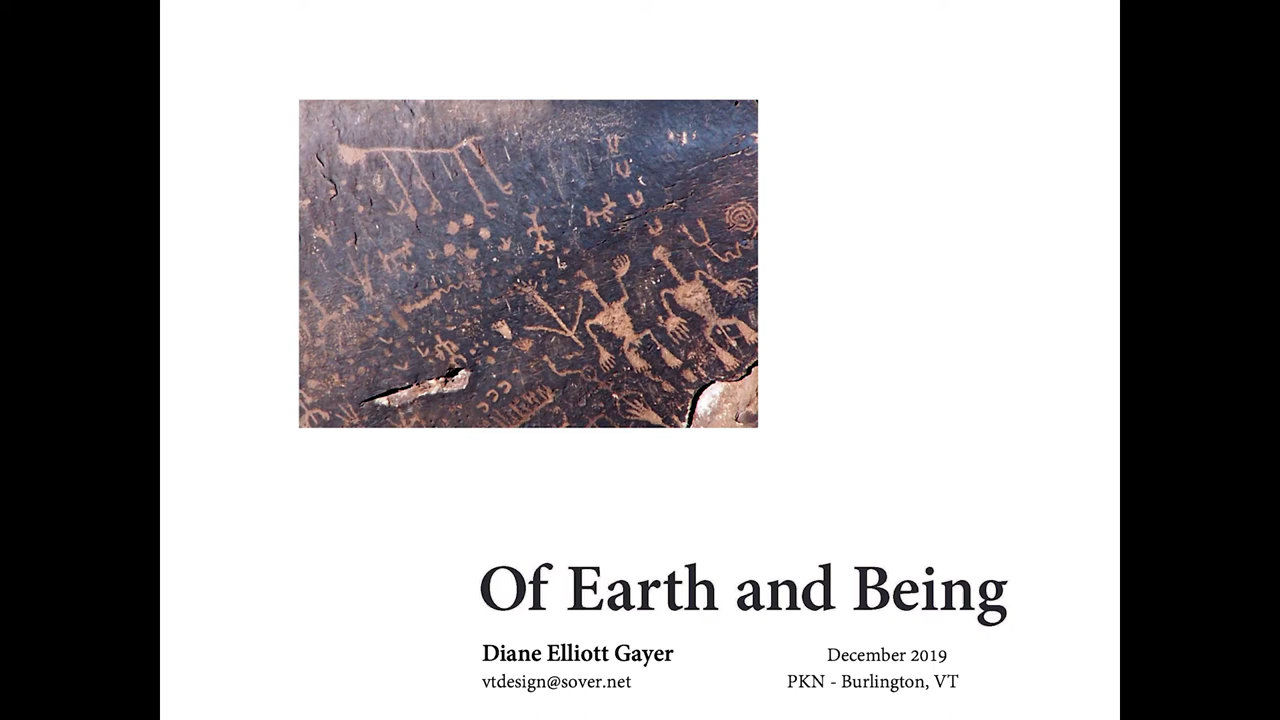 Of Earth and Being
Diane Elliott Gayer
December 2019
vtdesign@sover.net
PKN - Burlington, VT